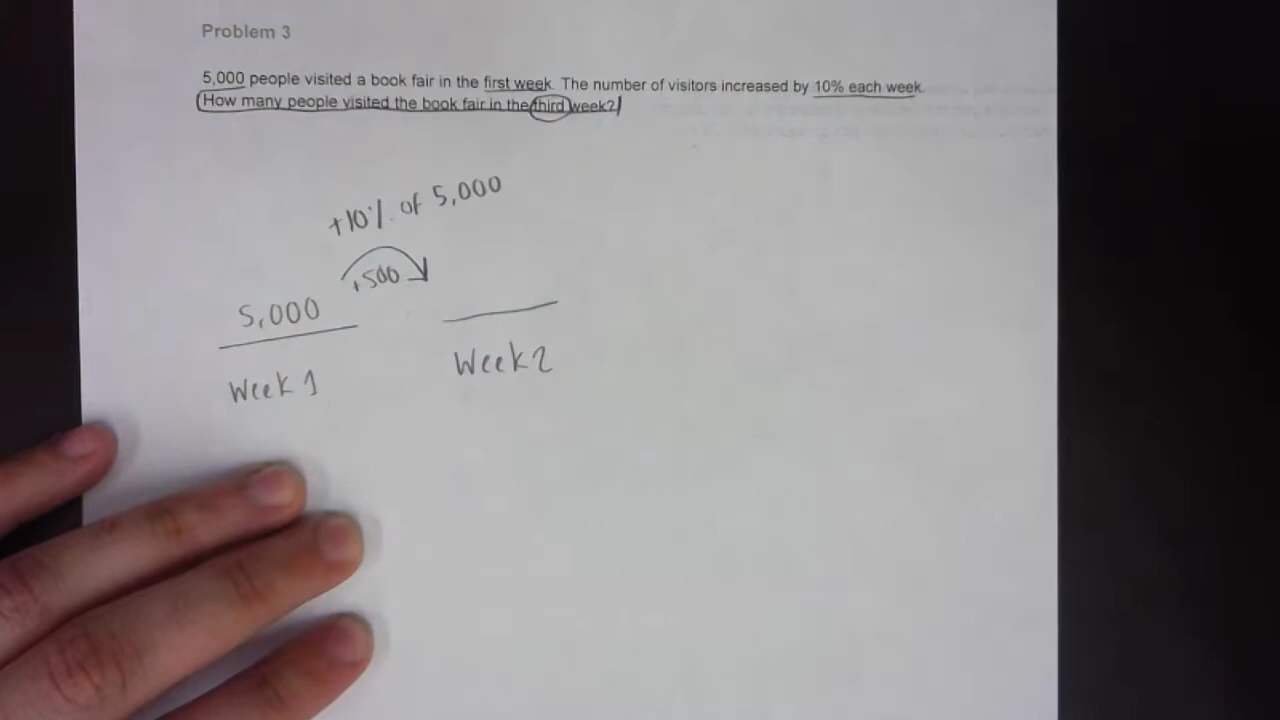 Problem 3
5,000 people visited a book fair in the first week. The number of visitors increased by 10% each week.
How many people visited the book fair in the third week?
+10% of 5,000
+500
5,000
Week 1
Week 2